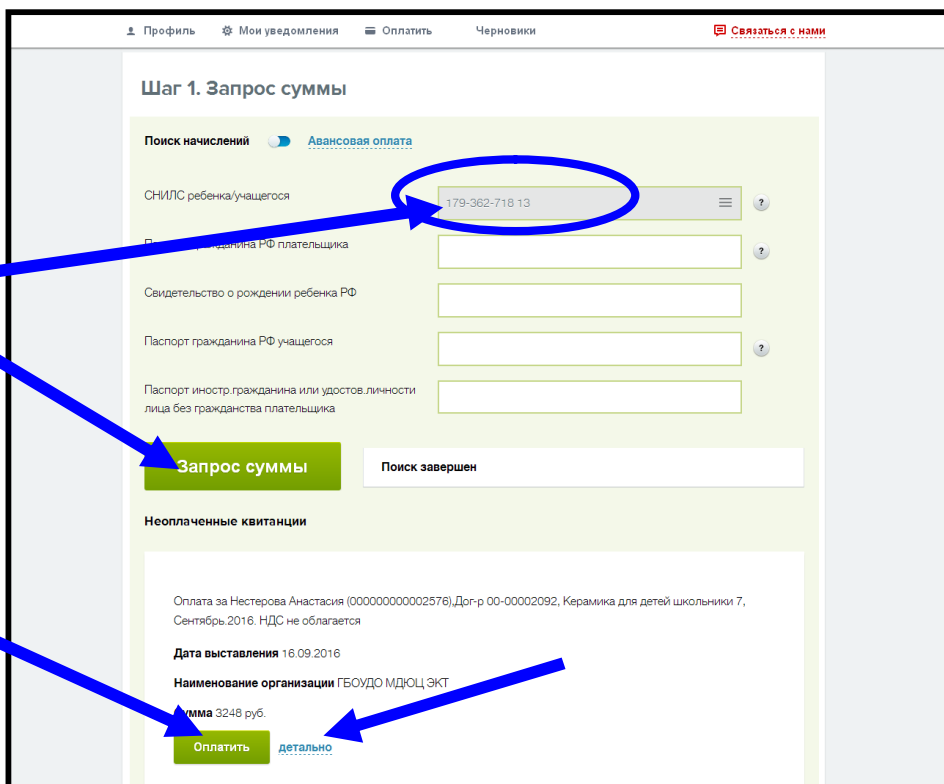 Профиль Мои уведомления Оплатить Черновики Связаться с нами
Шаг 1. Запрос суммы
Поиск начислений Авансовая оплата
СНИЛС ребенка/учащегося 179-362-718 13 ?
РФ плательщика ?
Свидетельство о рождении ребенка РФ
Паспорт гражданина РФ учащегося ?
Паспорт иностр.гражданина или удостов.личности
лица без гражданства плательщика
Запрос суммы Поиск завершен
Неоплаченные квитанции
Оплата за Нестерова Анастасия (000000000002576),Дог-р 00-00002092, Керамика для детей школьники 7,
Сентябрь.2016. НДС не облагается
Дата выставления 16.09.2016
Наименование организации ГБОУДО МДЮЦ ЭКТ
Сумма 3248 руб.
Оплатить детально